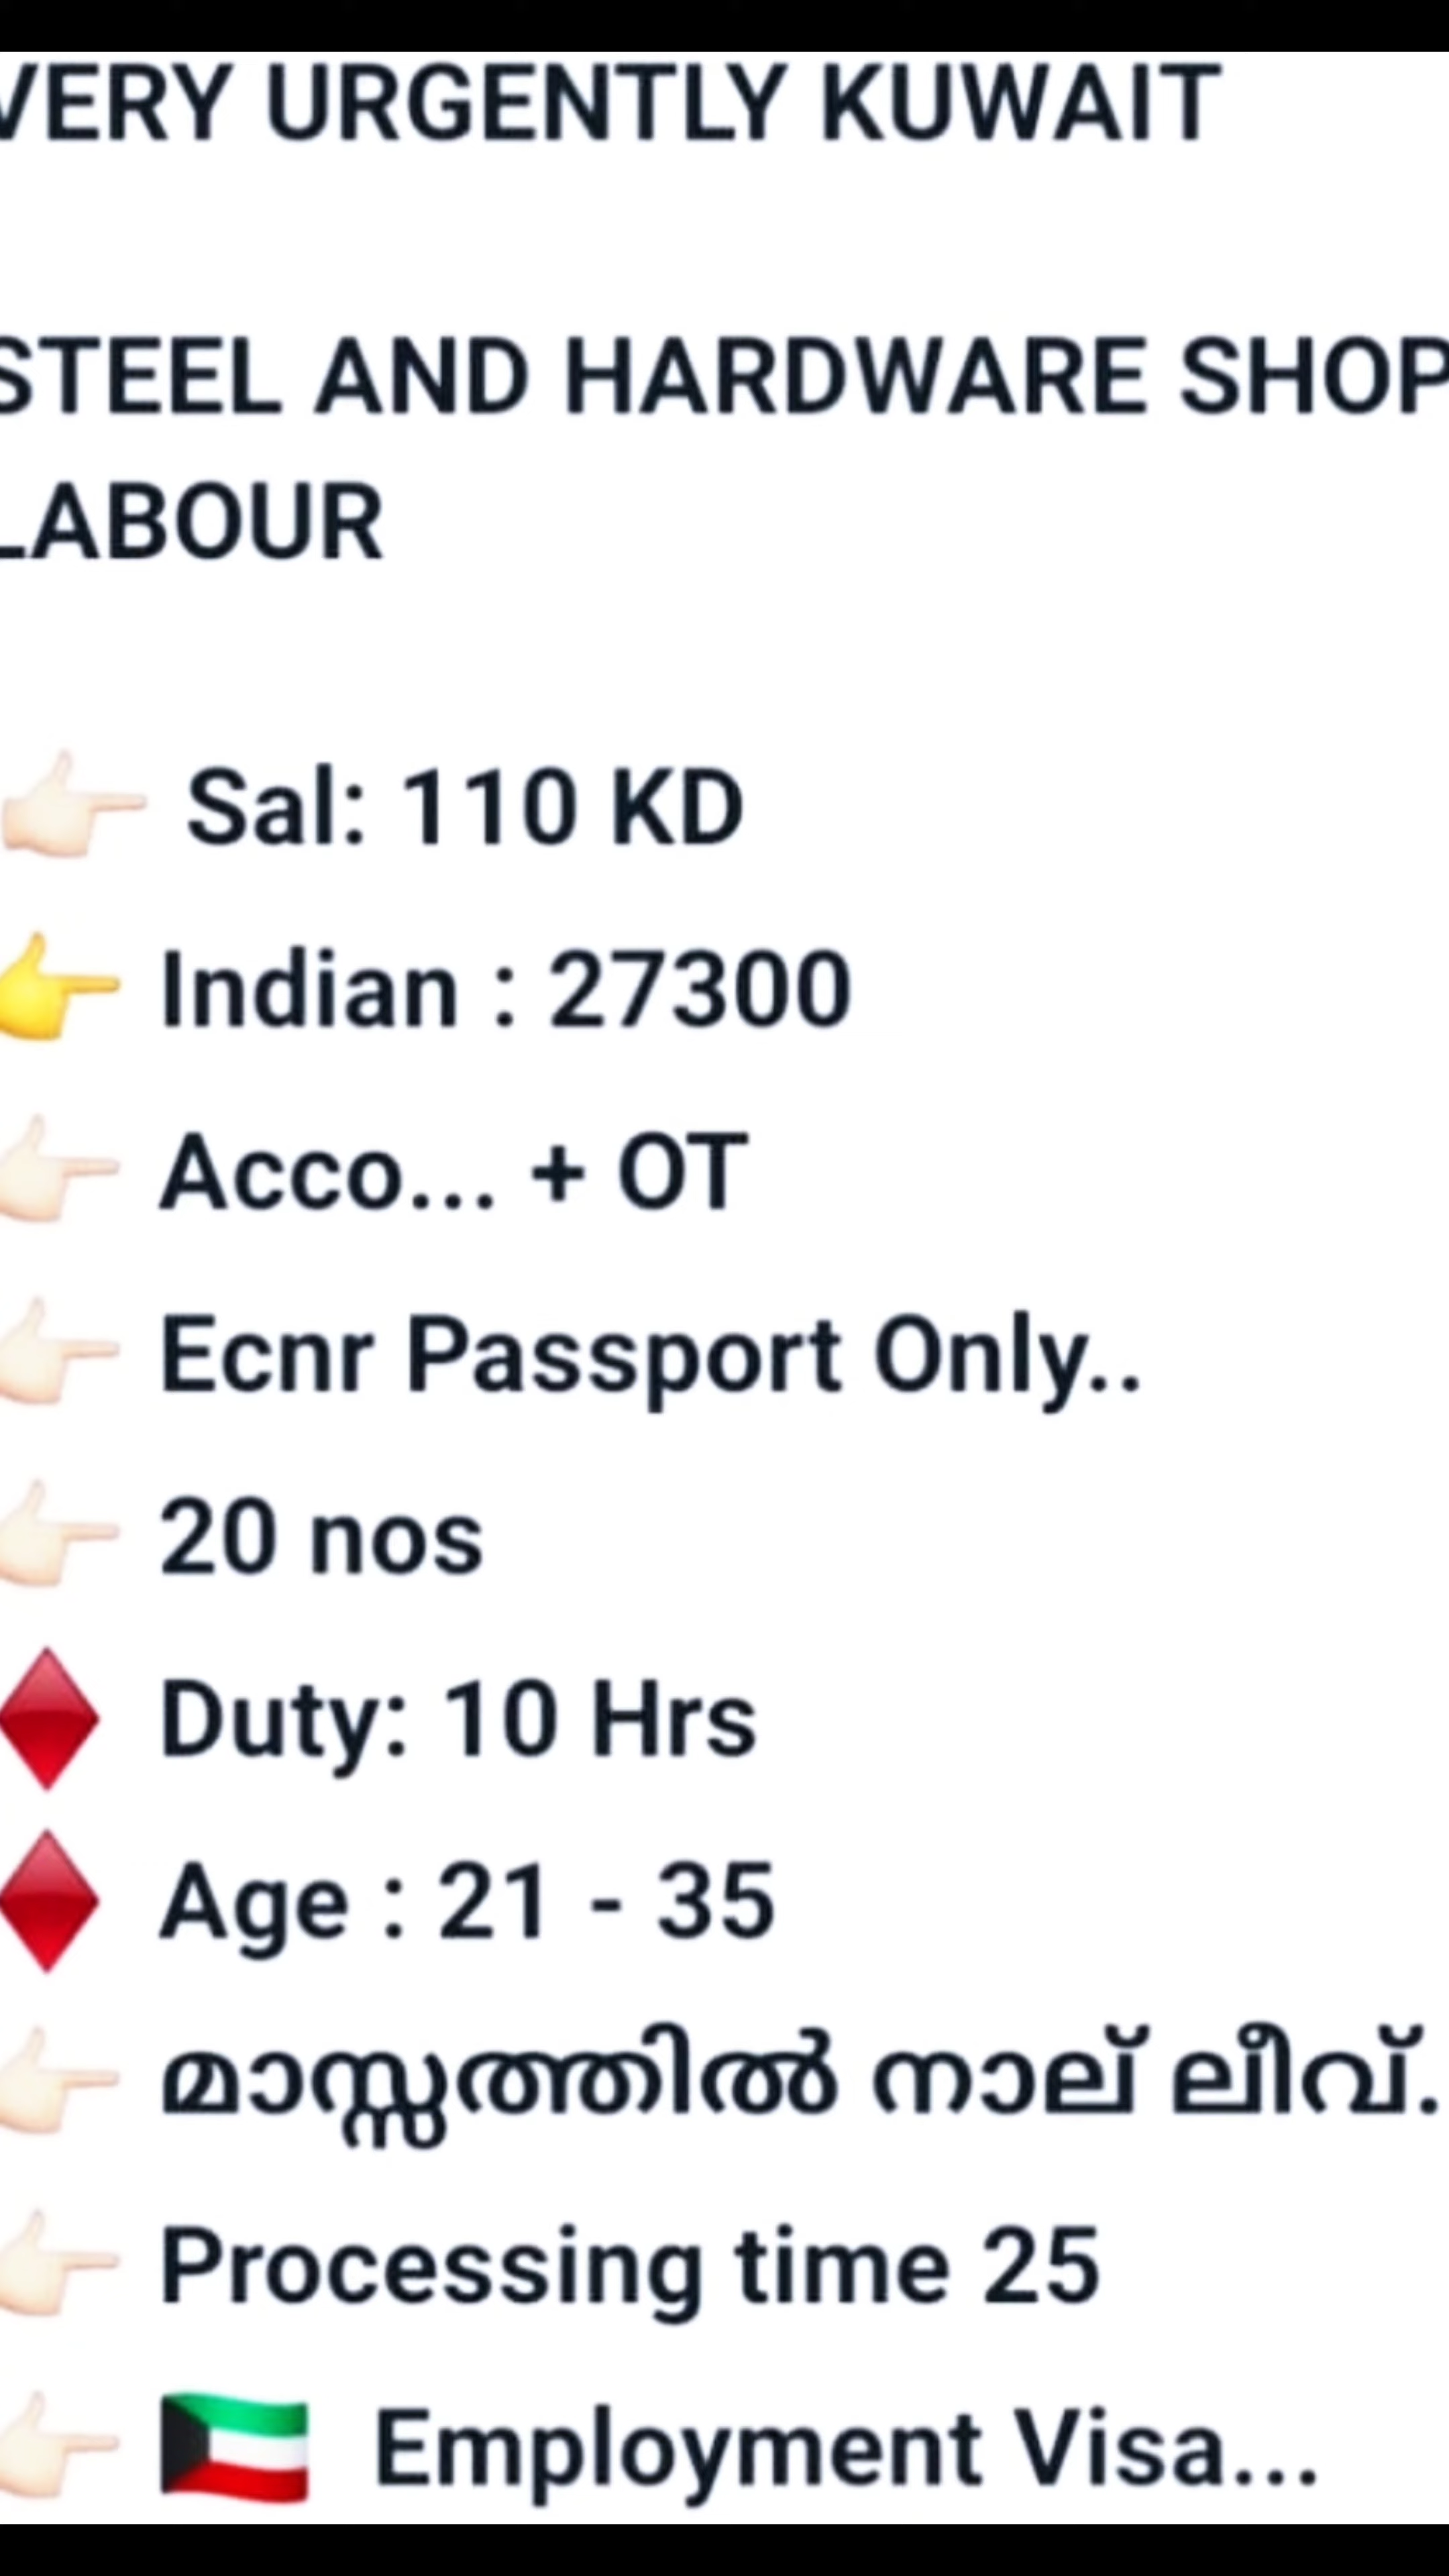 VERY URGENTLY KUWAIT
STEEL AND HARDWARE SHOP
LABOUR
👉🏻 Sal: 110 KD
👉 Indian : 27300
👉🏻 Acco... + OT
👉🏻 Ecnr Passport Only..
👉🏻 20 nos
♦️ Duty: 10 Hrs
♦️ Age : 21 - 35
👉🏻 മാസ്സത്തിൽ നാല് ലീവ്.
👉🏻 Processing time 25
👉🏻 🇰🇼 Employment Visa...